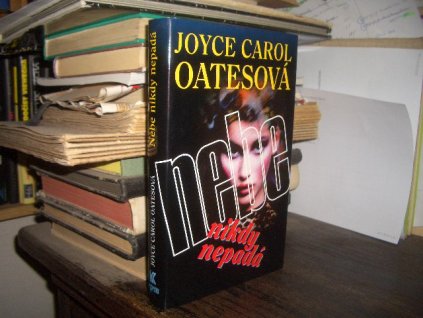 JOYCE CAROL
OATESOVÁ
nebe
nikdy
nepadá
JOYCE CAROL OATESOVÁ
Nebe nikdy nepadá